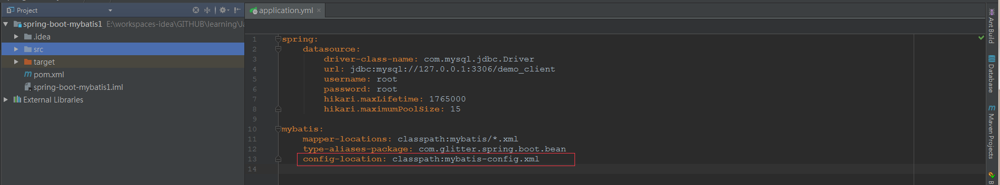 Project
application.yml
spring-boot-mybatis1 E:\workspaces-idea\GITHUB\learning\Ja
.idea
src
target
pom.xml
spring-boot-mybatis1.iml
External Libraries
1 spring:
2 datasource:
3 driver-class-name: com.mysql.jdbc.Driver
4 url: jdbc:mysql://127.0.0.1:3306/demo_client
5 username: root
6 password: root
7 hikari.maxLifetime: 1765000
8 hikari.maximumPoolSize: 15
9
10 mybatis:
11 mapper-locations: classpath:mybatis/*.xml
12 type-aliases-package: com.glitter.spring.boot.bean
13 config-location: classpath:mybatis-config.xml
14
Ant Build
Database
Maven Projects
B